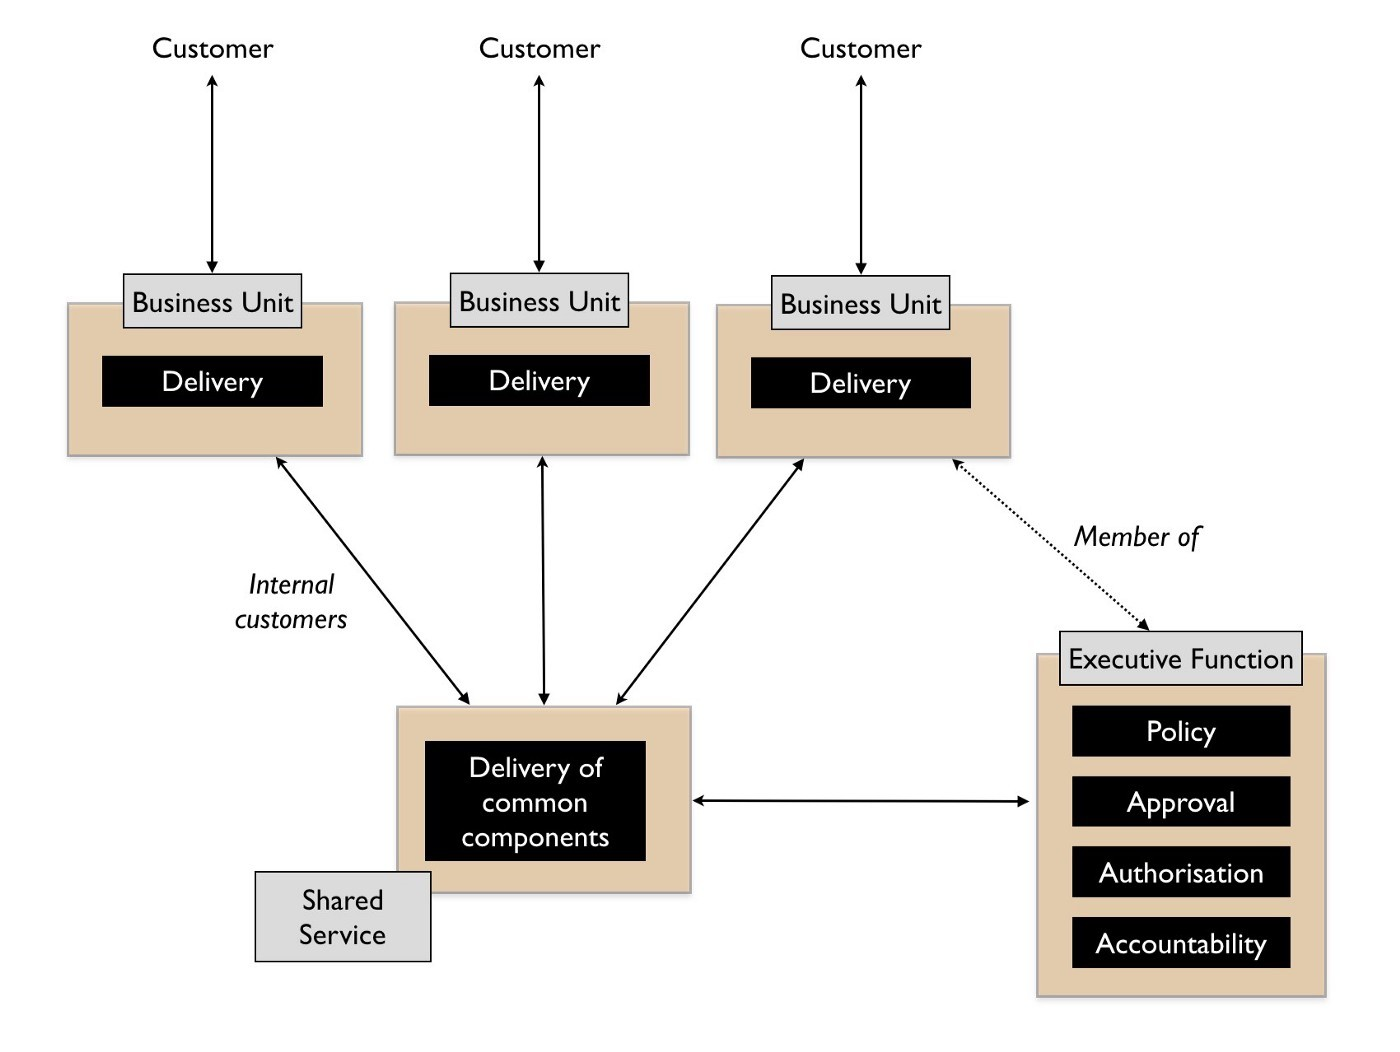 Customer
Customer
Customer
Business Unit
Business Unit
Business Unit
Delivery
Delivery
Delivery
Member of
Internal
customers
Executive Function
Policy
Delivery of
common
components
Approval
Authorisation
Shared
Service
Accountability